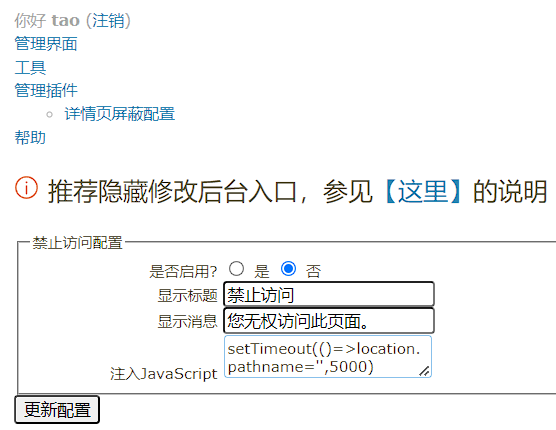 你好 tao (注销)
管理界面
工具
管理插件
详情页屏蔽配置
帮助
推荐隐藏修改后台入口，参见【这里】的说明
禁止访问配置
是否启用? 是 否
显示标题 禁止访问
显示消息 您无权访问此页面。
注入JavaScript setTimeout(()=>location.
pathname='',5000)
更新配置